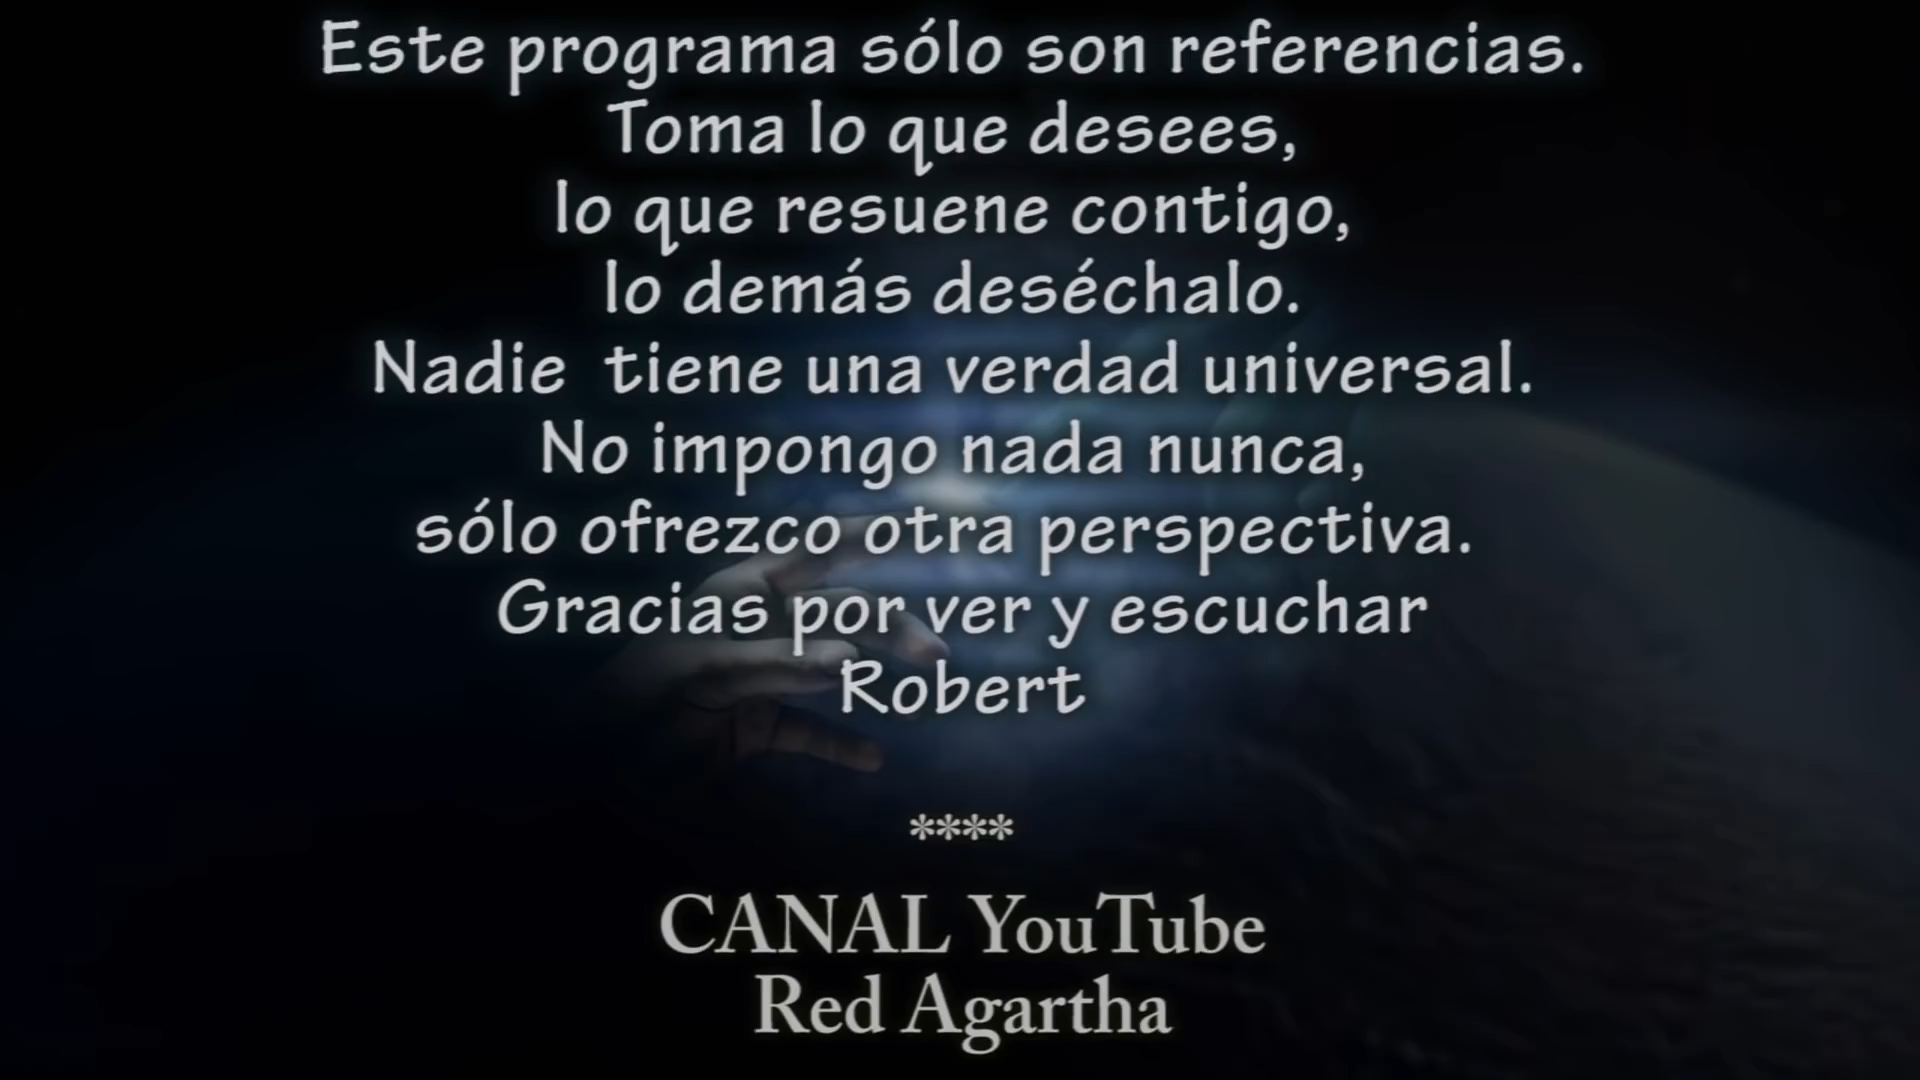 Este programa sólo son referencias.
Toma lo que desees,
lo que resuene contigo,
lo demás deséchalo.
Nadie  tiene una verdad universal.
No impongo nada nunca,
sólo ofrezco otra perspectiva.
Gracias por ver y escuchar
Robert
****
CANAL YouTube
Red Agartha